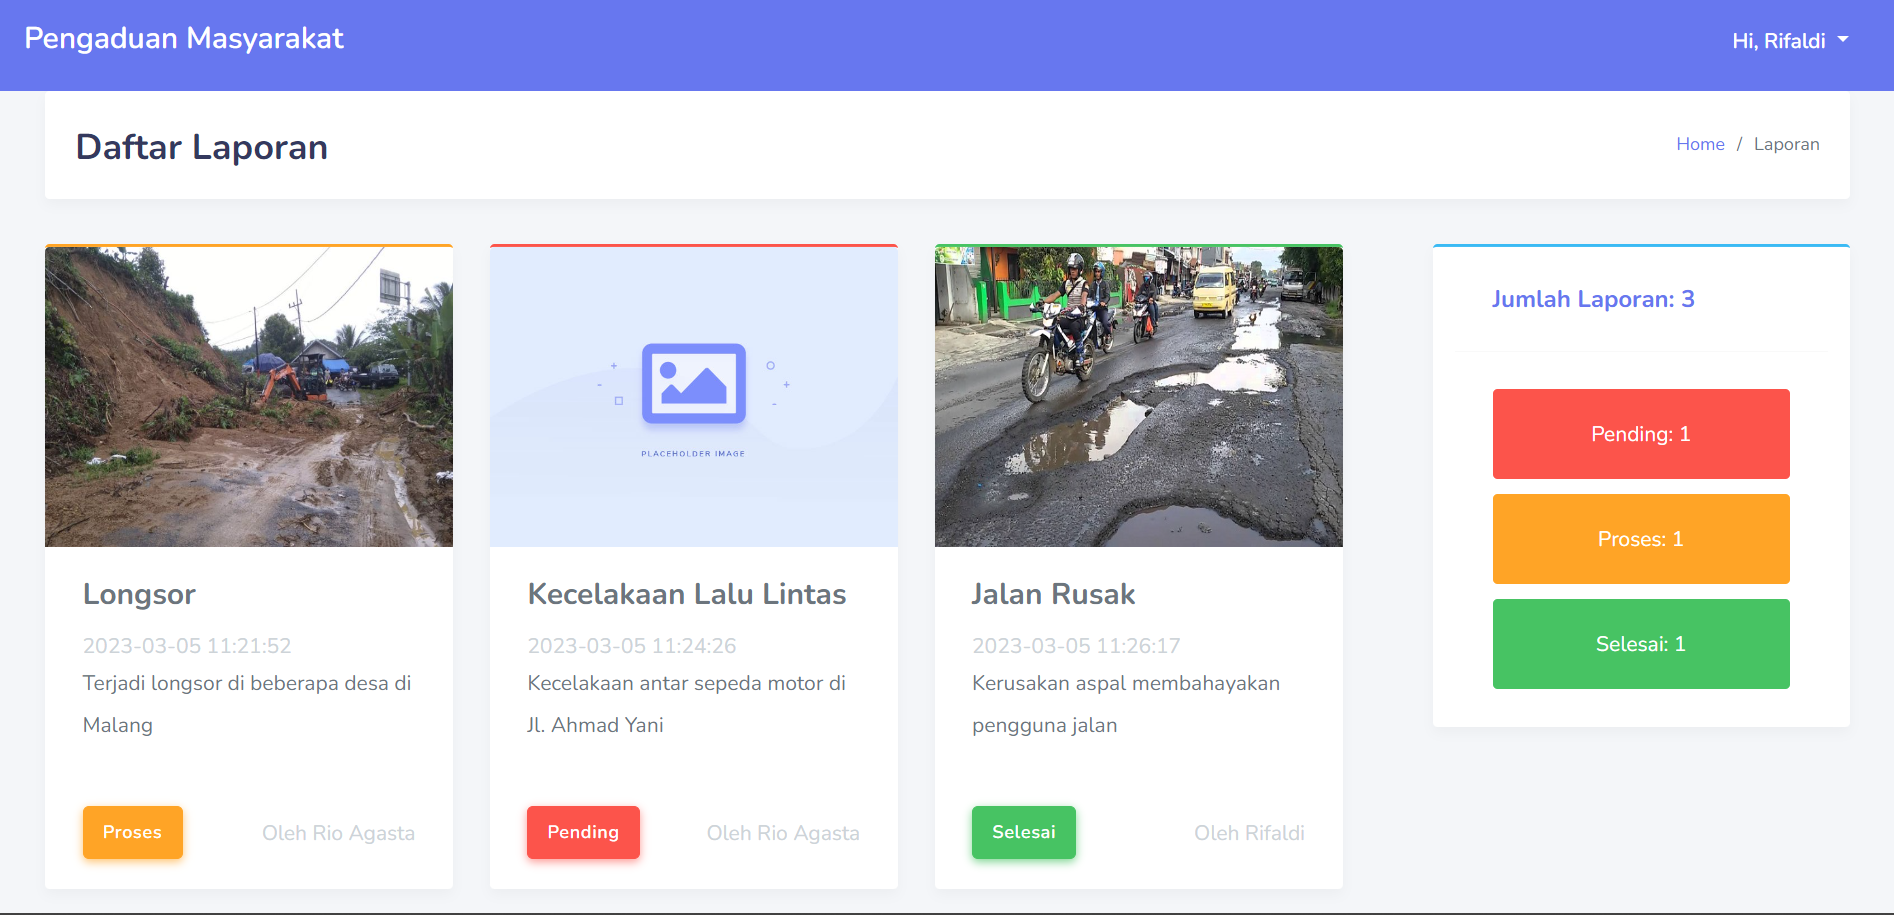 Pengaduan Masyarakat
Hi, Rifaldi
Daftar Laporan
Home / Laporan
PLACEHOLDER IMAGE
Longsor
2023-03-05 11:21:52
Terjadi longsor di beberapa desa di
Malang
Proses
Oleh Rio Agasta
Kecelakaan Lalu Lintas
2023-03-05 11:24:26
Kecelakaan antar sepeda motor di
Jl. Ahmad Yani
Pending
Oleh Rio Agasta
Jalan Rusak
2023-03-05 11:26:17
Kerusakan aspal membahayakan
pengguna jalan
Selesai
Oleh Rifaldi
Jumlah Laporan: 3
Pending: 1
Proses: 1
Selesai: 1